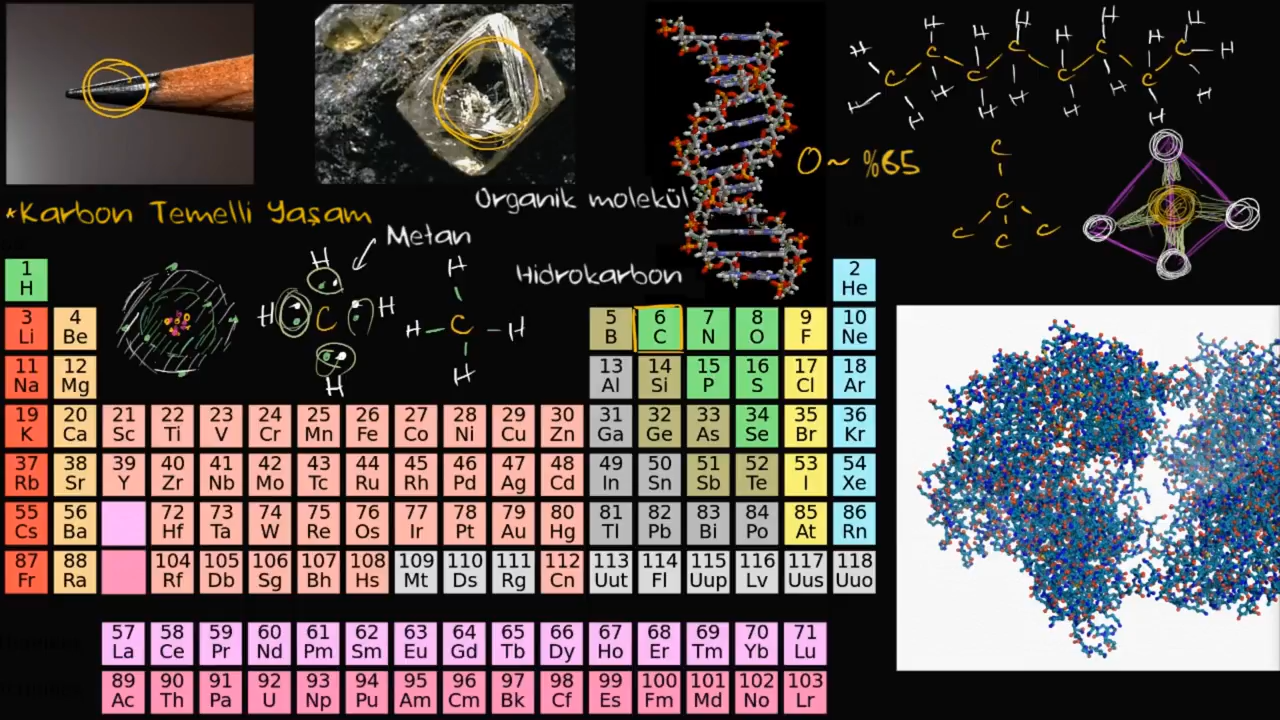 H H H H H
C C C C
C C C C
H H H H H H H
H
O ~ %65
C
C
C C C
Organik molekül
*Karbon Temelli Yaşam
Metan
Hidrokarbon
H
H C H
H
H
H — C — H
H
1 H 2 He
3 Li 4 Be 5 B 6 C 7 N 8 O 9 F 10 Ne
11 Na 12 Mg 13 Al 14 Si 15 P 16 S 17 Cl 18 Ar
19 K 20 Ca 21 Sc 22 Ti 23 V 24 Cr 25 Mn 26 Fe 27 Co 28 Ni 29 Cu 30 Zn 31 Ga 32 Ge 33 As 34 Se 35 Br 36 Kr
37 Rb 38 Sr 39 Y 40 Zr 41 Nb 42 Mo 43 Tc 44 Ru 45 Rh 46 Pd 47 Ag 48 Cd 49 In 50 Sn 51 Sb 52 Te 53 I 54 Xe
55 Cs 56 Ba 72 Hf 73 Ta 74 W 75 Re 76 Os 77 Ir 78 Pt 79 Au 80 Hg 81 Tl 82 Pb 83 Bi 84 Po 85 At 86 Rn
87 Fr 88 Ra 104 Rf 105 Db 106 Sg 107 Bh 108 Hs 109 Mt 110 Ds 111 Rg 112 Cn 113 Uut 114 Fl 115 Uup 116 Lv 117 Uus 118 Uuo
57 La 58 Ce 59 Pr 60 Nd 61 Pm 62 Sm 63 Eu 64 Gd 65 Tb 66 Dy 67 Ho 68 Er 69 Tm 70 Yb 71 Lu
89 Ac 90 Th 91 Pa 92 U 93 Np 94 Pu 95 Am 96 Cm 97 Bk 98 Cf 99 Es 100 Fm 101 Md 102 No 103 Lr